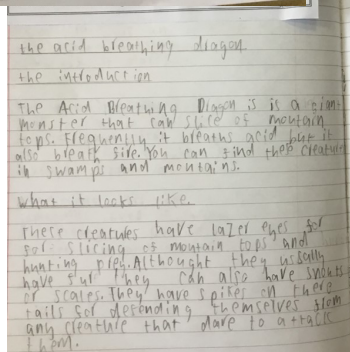 the acid breathing dragon
the introduction
The Acid Breathing Dragon is is a giant
monster that can slice of mountain
tops. Frequently it breaths acid but it
also breath fire. You can find these creature
in swamps and montains.
What it looks like.
These creatures have lazer eyes for
for slicing of mountain tops and
hunting prey. Althought they usually
have fur they can also have snouts
or scales. They have spikes on there
tails for defending themselves from
any creature that dare to attack
them.